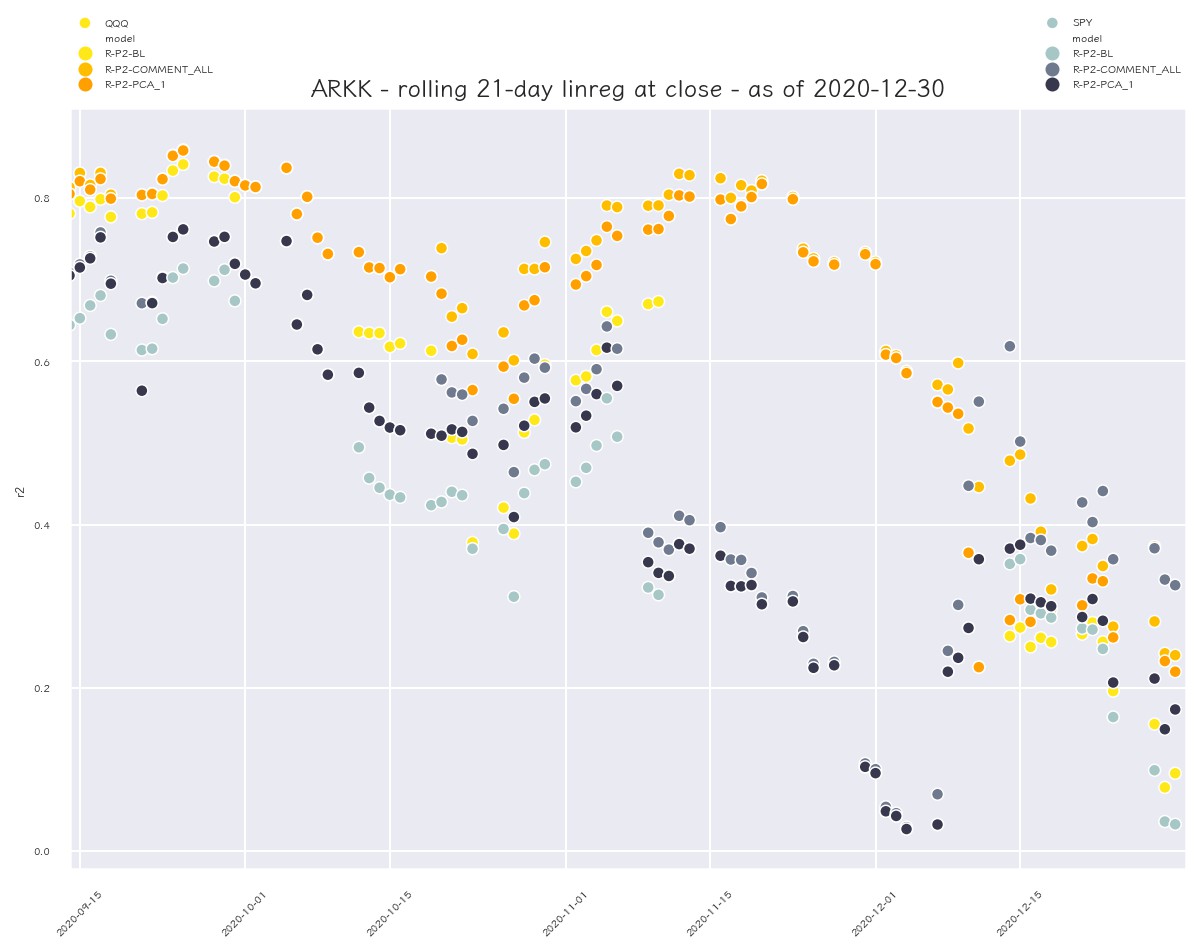 QQQ
model
R-P2-BL
R-P2-COMMENT_ALL
R-P2-PCA_1
SPY
model
R-P2-BL
R-P2-COMMENT_ALL
R-P2-PCA_1
ARKK - rolling 21-day linreg at close - as of 2020-12-30
r2
0.8
0.6
0.4
0.2
0.0
2020-09-15
2020-10-01
2020-10-15
2020-11-01
2020-11-15
2020-12-01
2020-12-15